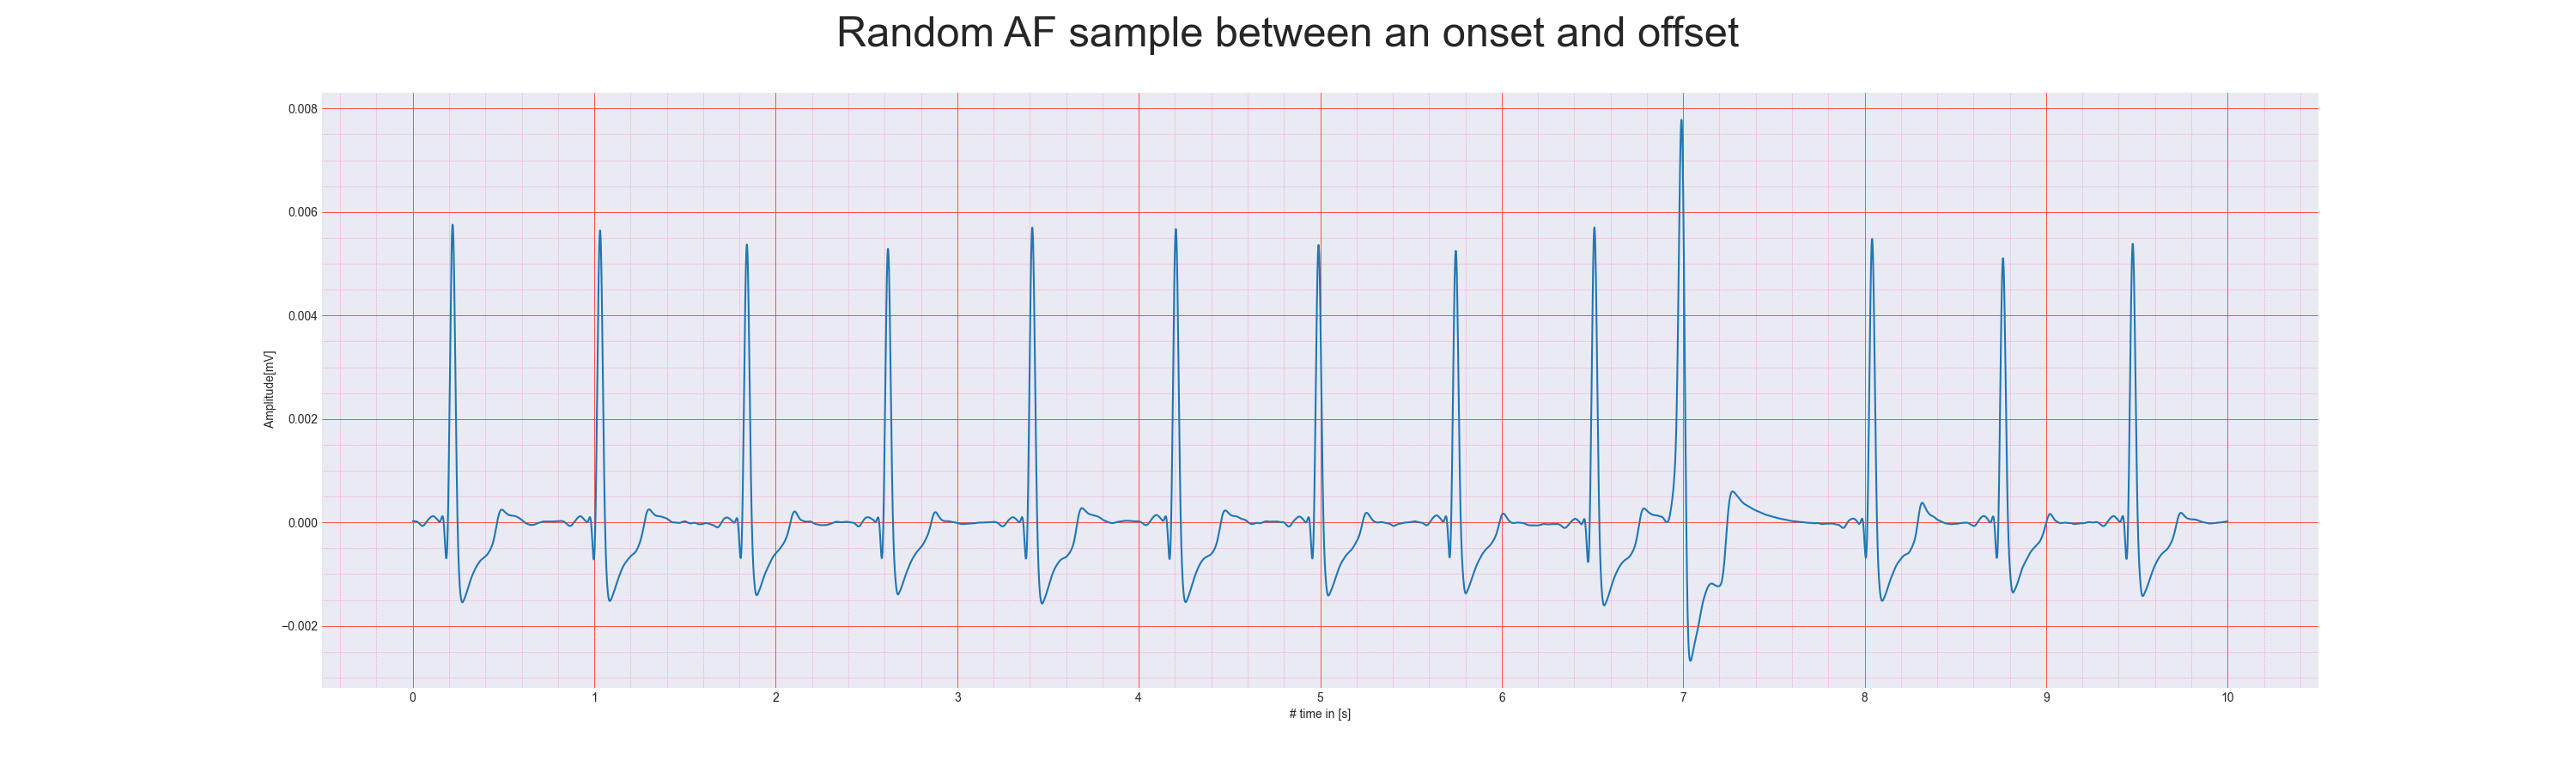 Random AF sample between an onset and offset
0.008
0.006
0.004
0.002
0.000
−0.002
Amplitude[mV]
0 1 2 3 4 5 6 7 8 9 10
# time in [s]